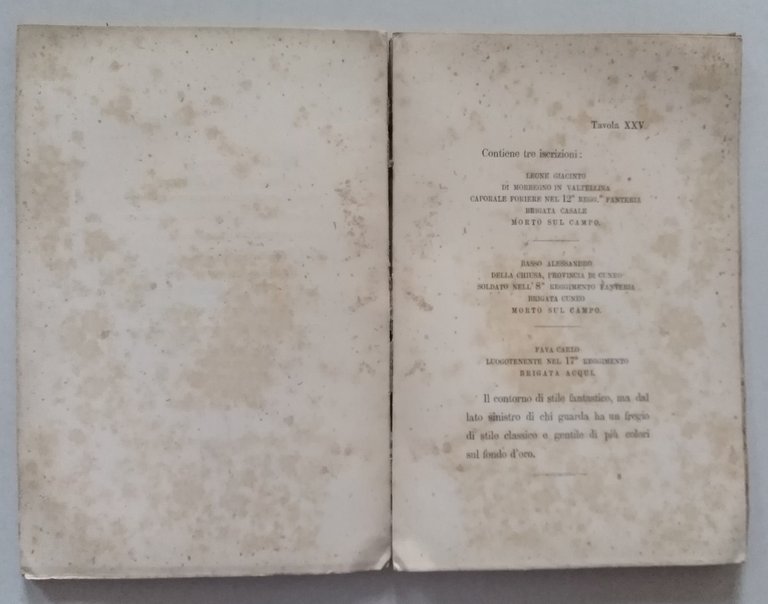 Tavola XXV
Contiene tre iscrizioni:
LEONE GIACINTO
DI MORBEGNO IN VALTELLINA
CAPORALE FORIERE NEL 12° REGG.° FANTERIA
BRIGATA CASALE
MORTO SUL CAMPO.
BASSO ALESSANDRO
DELLA CHIUSA, PROVINCIA DI CUNEO
SOLDATO NELL' 8° REGGIMENTO FANTERIA
BRIGATA CUNEO
MORTO SUL CAMPO.
FAVA CARLO
LUOGOTENENTE NEL 17° REGGIMENTO
BRIGATA ACQUI.
Il contorno di stile fantastico, ma dal
lato sinistro di chi guarda ha un fregio
di stile classico e gentile di più colori
sul fondo d'oro.